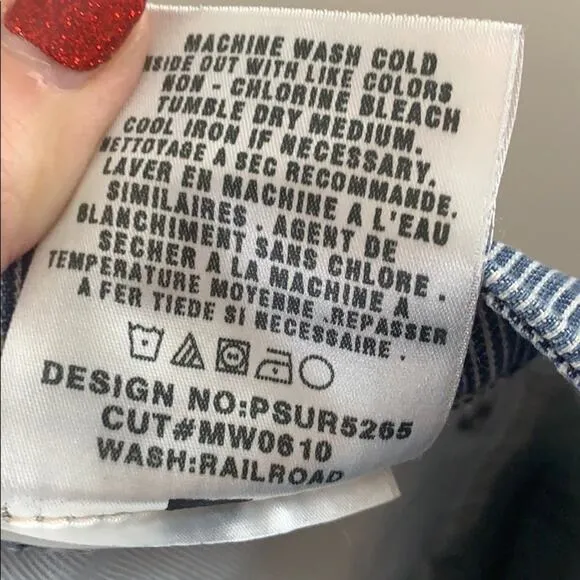 MACHINE WASH COLD
INSIDE OUT WITH LIKE COLORS
NON - CHLORINE BLEACH
TUMBLE DRY MEDIUM.
COOL IRON IF NECESSARY.
NETTOYAGE A SEC RECOMMANDE.
LAVER EN MACHINE A L'EAU
SIMILAIRES . AGENT DE
BLANCHIMENT SANS CHLORE .
SECHER A LA MACHINE A
TEMPERATURE MOYENNE .REPASSER
A FER TIEDE SI NECESSAIRE .
DESIGN NO:PSUR5265
CUT#MW0610
WASH:RAILROAD